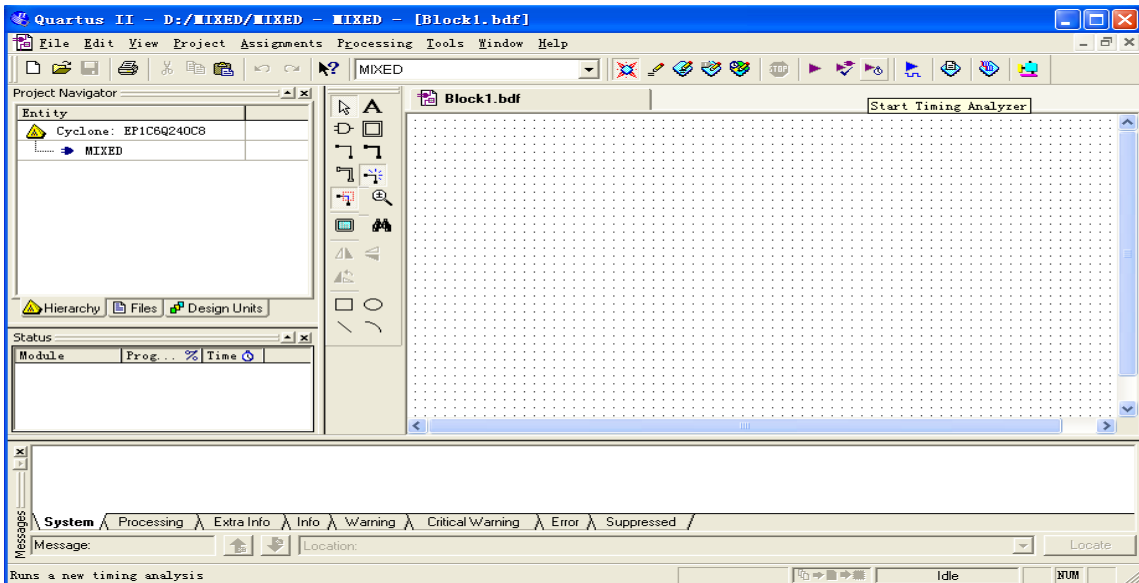 Quartus II - D:/MIXED/MIXED - MIXED - [Block1.bdf]
File Edit View Project Assignments Processing Tools Window Help
MIXED
STOP
Project Navigator
Entity
Cyclone: EP1C6Q240C8
MIXED
Hierarchy Files Design Units
Status
Module Prog... % Time
A
Block1.bdf
Start Timing Analyzer
Messages
System Processing Extra Info Info Warning Critical Warning Error Suppressed
Message: Location: Locate
Runs a new timing analysis Idle NUM